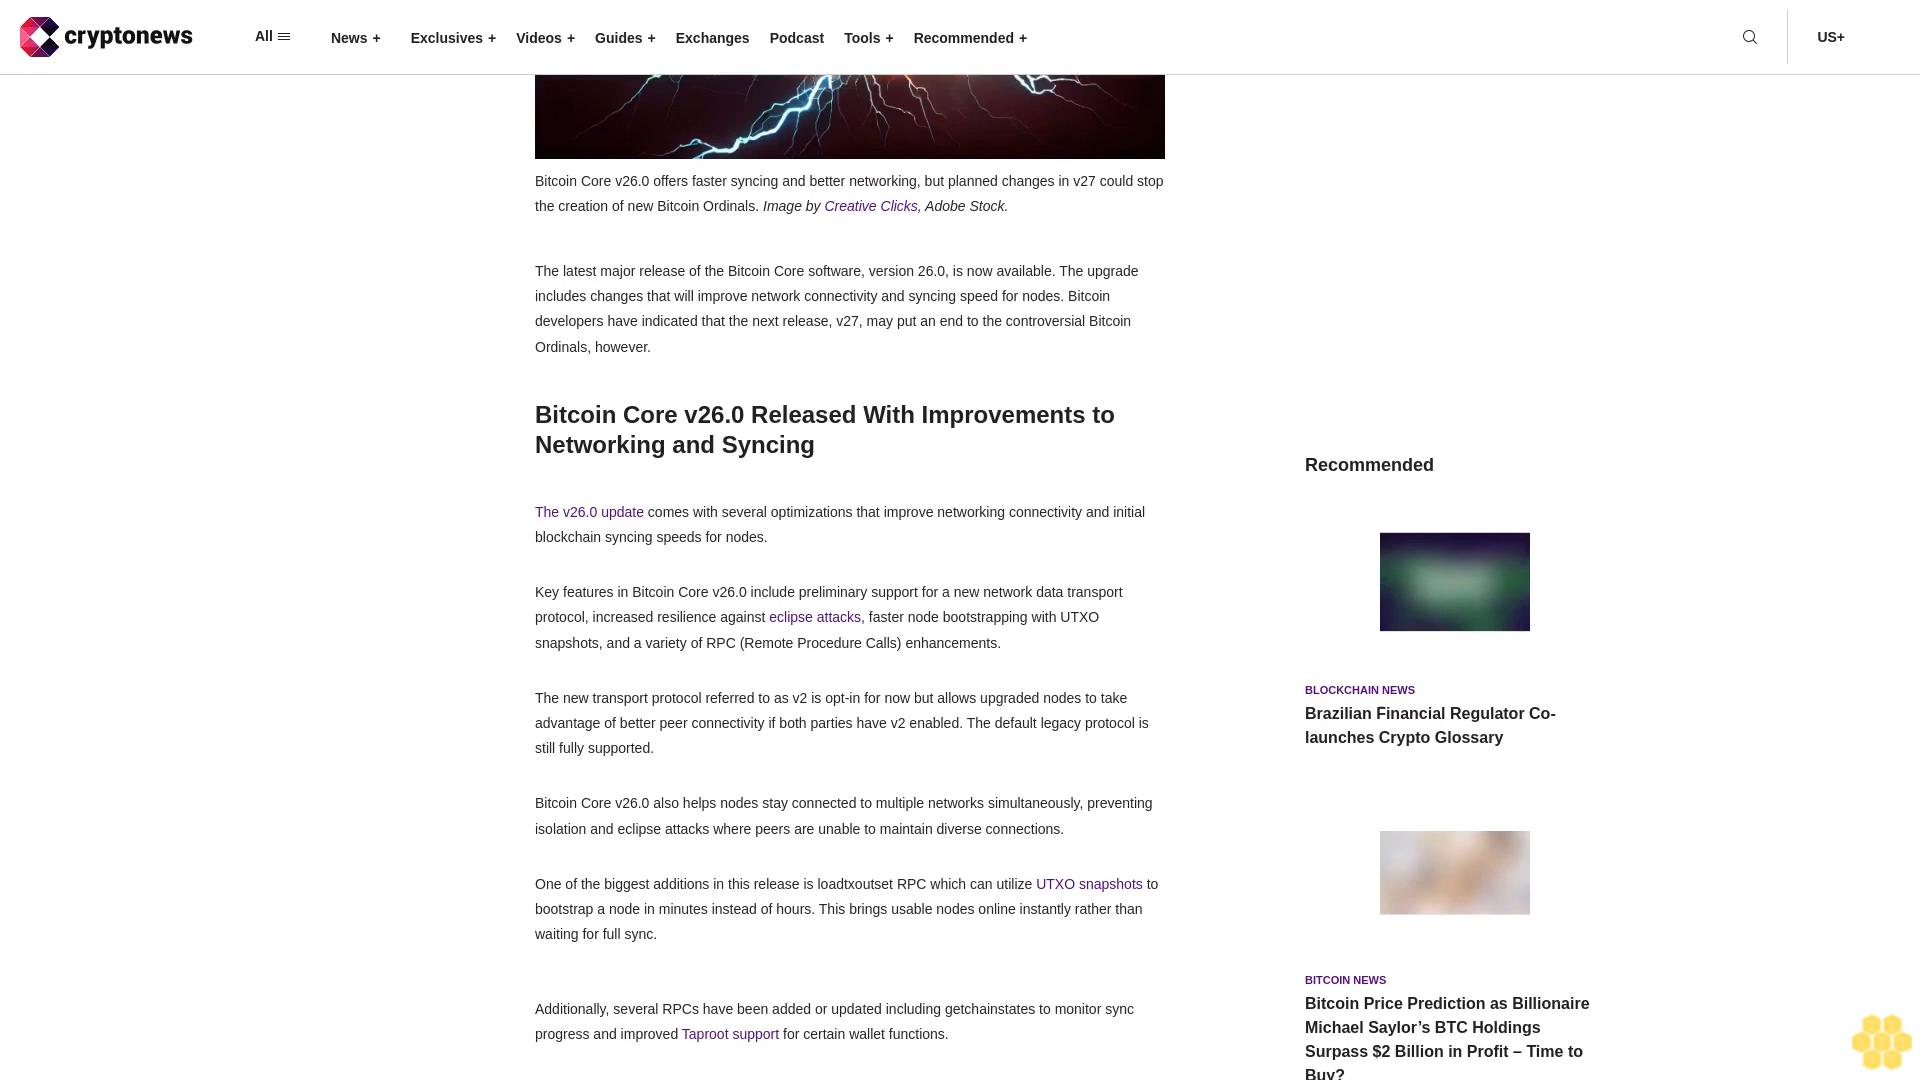 cryptonews
All
News +
Exclusives +
Videos +
Guides +
Exchanges
Podcast
Tools +
Recommended +
US+
Bitcoin Core v26.0 offers faster syncing and better networking, but planned changes in v27 could stop
the creation of new Bitcoin Ordinals. Image by Creative Clicks, Adobe Stock.
The latest major release of the Bitcoin Core software, version 26.0, is now available. The upgrade
includes changes that will improve network connectivity and syncing speed for nodes. Bitcoin
developers have indicated that the next release, v27, may put an end to the controversial Bitcoin
Ordinals, however.
Bitcoin Core v26.0 Released With Improvements to
Networking and Syncing
The v26.0 update comes with several optimizations that improve networking connectivity and initial
blockchain syncing speeds for nodes.
Key features in Bitcoin Core v26.0 include preliminary support for a new network data transport
protocol, increased resilience against eclipse attacks, faster node bootstrapping with UTXO
snapshots, and a variety of RPC (Remote Procedure Calls) enhancements.
The new transport protocol referred to as v2 is opt-in for now but allows upgraded nodes to take
advantage of better peer connectivity if both parties have v2 enabled. The default legacy protocol is
still fully supported.
Bitcoin Core v26.0 also helps nodes stay connected to multiple networks simultaneously, preventing
isolation and eclipse attacks where peers are unable to maintain diverse connections.
One of the biggest additions in this release is loadtxoutset RPC which can utilize UTXO snapshots to
bootstrap a node in minutes instead of hours. This brings usable nodes online instantly rather than
waiting for full sync.
Additionally, several RPCs have been added or updated including getchainstates to monitor sync
progress and improved Taproot support for certain wallet functions.
Recommended
BLOCKCHAIN NEWS
Brazilian Financial Regulator Co-
launches Crypto Glossary
BITCOIN NEWS
Bitcoin Price Prediction as Billionaire
Michael Saylor’s BTC Holdings
Surpass $2 Billion in Profit – Time to
Buy?